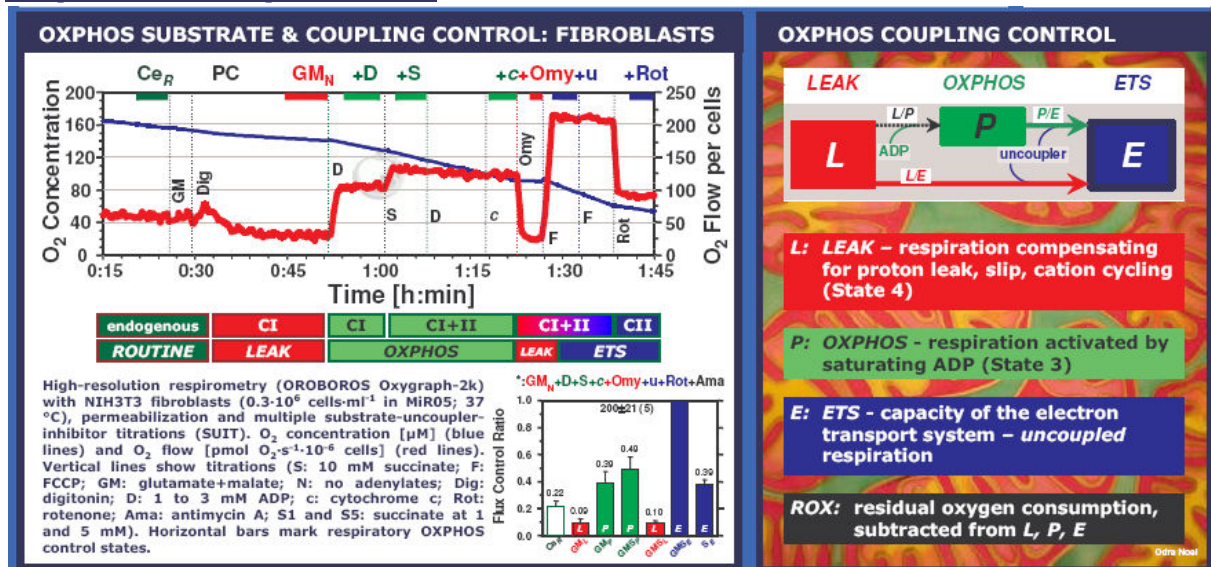 OXPHOS SUBSTRATE & COUPLING CONTROL: FIBROBLASTS
CeR PC GMN +D +S +c+Omy+u +Rot
200
160
120
80
40
0
O2 Concentration
250
200
150
100
50
0
O2 Flow per cells
GM
Dig
D
S
D
c
Omy
F
F
Rot
0:15 0:30 0:45 1:00 1:15 1:30 1:45
Time [h:min]
endogenous CI CI CI+II CI+II CII
ROUTINE LEAK OXPHOS LEAK ETS
High-resolution respirometry (OROBOROS Oxygraph-2k)
with NIH3T3 fibroblasts (0.3·10⁶ cells·ml⁻¹ in MiR05; 37
°C), permeabilization and multiple substrate-uncoupler-
inhibitor titrations (SUIT). O2 concentration [µM] (blue
lines) and O2 flow [pmol O2·s⁻¹·10⁻⁶ cells] (red lines).
Vertical lines show titrations (S: 10 mM succinate; F:
FCCP; GM: glutamate+malate; N: no adenylates; Dig:
digitonin; D: 1 to 3 mM ADP; c: cytochrome c; Rot:
rotenone; Ama: antimycin A; S1 and S5: succinate at 1
and 5 mM). Horizontal bars mark respiratory OXPHOS
control states.
*:GMN+D+S+c+Omy+u+Rot+Ama
200±21 (5)
Flux Control Ratio
1.0
0.8
0.6
0.4
0.2
0.0
0.22 0.09 0.39 0.49 0.10 0.39
L P P L E E
CeR GML GMP GMSP GMSL GMSE SE
OXPHOS COUPLING CONTROL
LEAK OXPHOS ETS
L/P P/E
L P E
ADP uncoupler
L/E
L: LEAK – respiration compensating
for proton leak, slip, cation cycling
(State 4)
P: OXPHOS - respiration activated by
saturating ADP (State 3)
E: ETS - capacity of the electron
transport system – uncoupled
respiration
ROX: residual oxygen consumption,
subtracted from L, P, E
Odra Noel